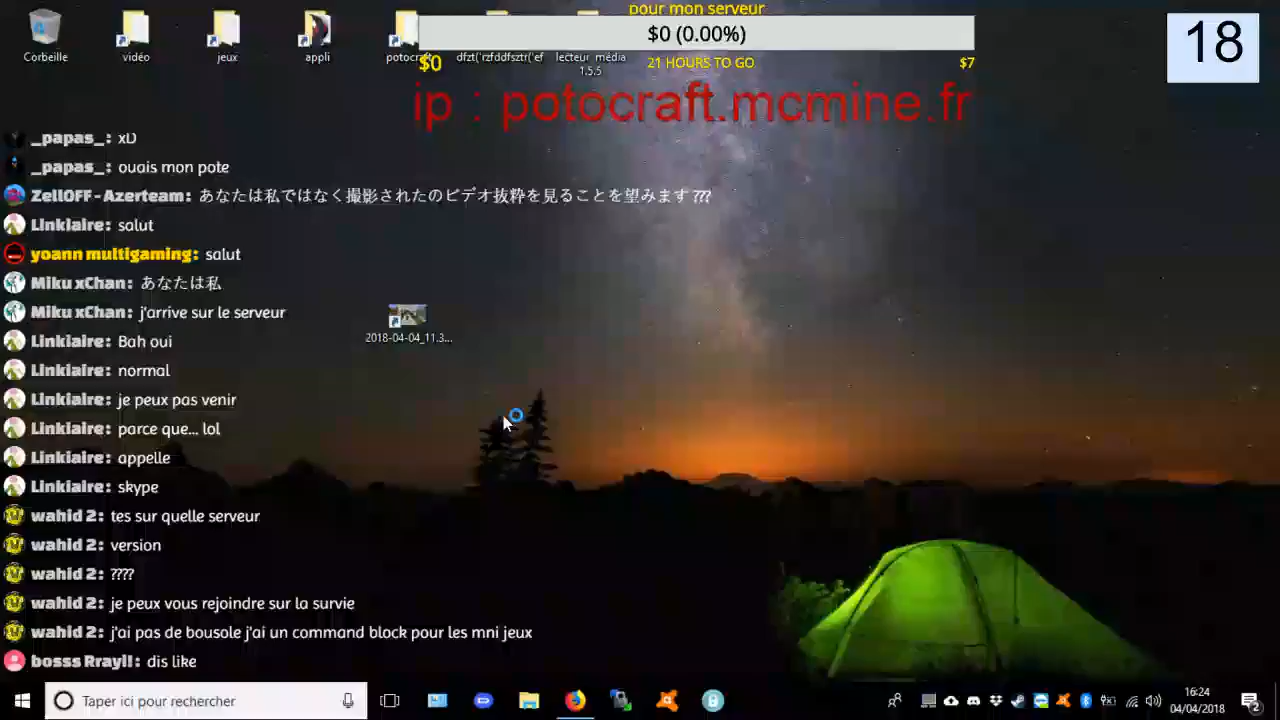 pour mon serveur
$0 (0.00%)
$0 21 HOURS TO GO $7
18
ip : potocraft.mcmine.fr
Corbeille
vidéo
jeux
appli
dfzt('rzfddfsztr('ef
lecteur_média_1.5.5
_papas_: xD
_papas_: ouais mon pote
ZellOFF - Azerteam: あなたは私ではなく撮影されたのビデオ抜粋を見ることを望みます ???
Linklaire: salut
yoann multigaming: salut
Miku xChan: あなたは私
Miku xChan: j'arrive sur le serveur
2018-04-04_11.3...
Linklaire: Bah oui
Linklaire: normal
Linklaire: je peux pas venir
Linklaire: parce que... lol
Linklaire: appelle
Linklaire: skype
wahid 2: tes sur quelle serveur
wahid 2: version
wahid 2: ????
wahid 2: je peux vous rejoindre sur la survie
wahid 2: j'ai pas de bousole j'ai un command block pour les mni jeux
bosss Rrayl!: dis like
Taper ici pour rechercher
16:24
04/04/2018
2